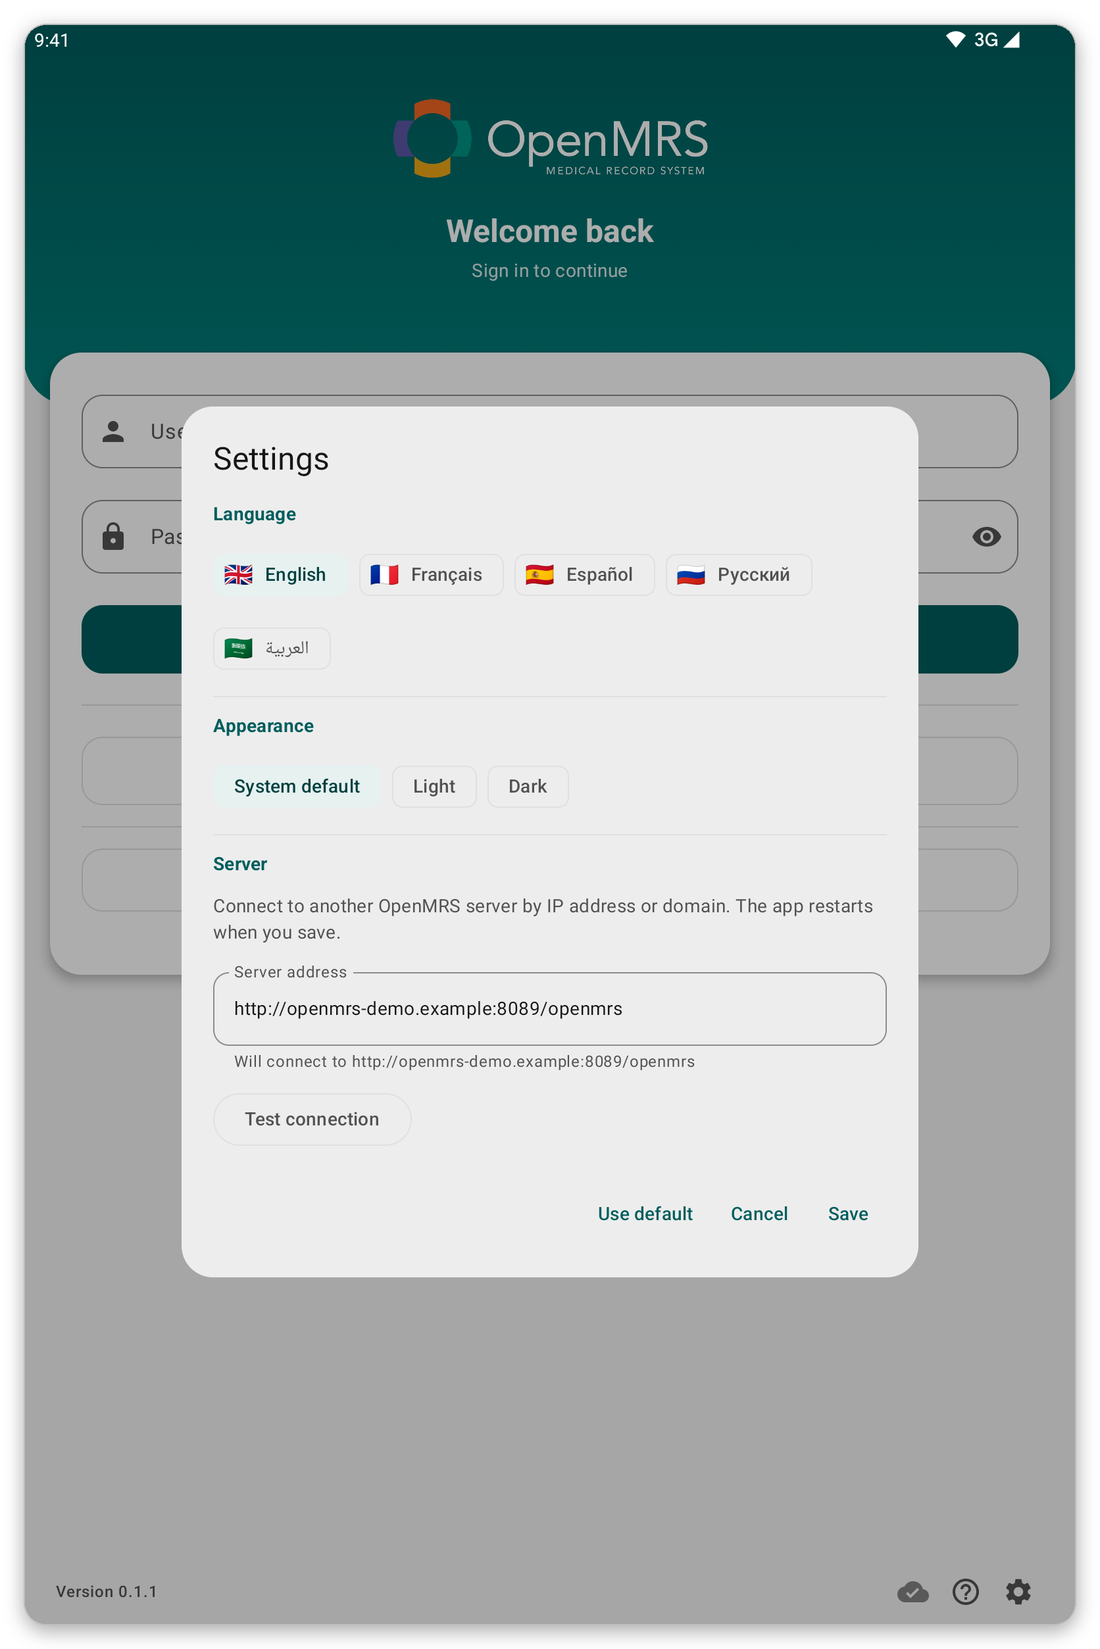 9:41
3G
OpenMRS
MEDICAL RECORD SYSTEM
Welcome back
Sign in to continue
Settings
Language
English
Français
Español
Русский
العربية
Appearance
System default
Light
Dark
Server
Connect to another OpenMRS server by IP address or domain. The app restarts
when you save.
Server address
http://openmrs-demo.example:8089/openmrs
Will connect to http://openmrs-demo.example:8089/openmrs
Test connection
Use default
Cancel
Save
Version 0.1.1